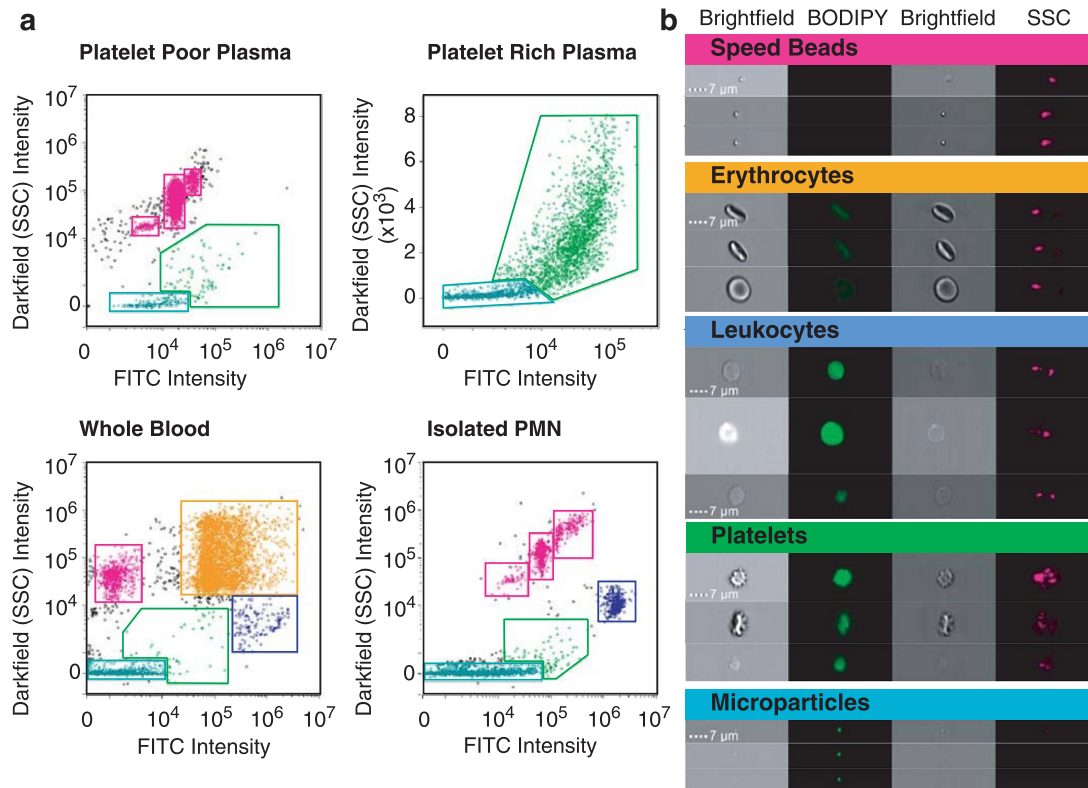 a
Platelet Poor Plasma
Darkfield (SSC) Intensity
10^7
10^6
10^5
10^4
0
0
10^4
10^5
10^6
10^7
FITC Intensity
Platelet Rich Plasma
Darkfield (SSC) Intensity
(x10^3)
8
6
4
2
0
0
10^4
10^5
FITC Intensity
Whole Blood
Darkfield (SSC) Intensity
10^7
10^6
10^5
10^4
0
0
10^4
10^5
10^6
10^7
FITC Intensity
Isolated PMN
Darkfield (SSC) Intensity
10^7
10^6
10^5
10^4
0
0
10^4
10^5
10^6
10^7
FITC Intensity
b
Brightfield BODIPY Brightfield SSC
Speed Beads
7 µm
Erythrocytes
7 µm
Leukocytes
7 µm
7 µm
Platelets
7 µm
Microparticles
7 µm